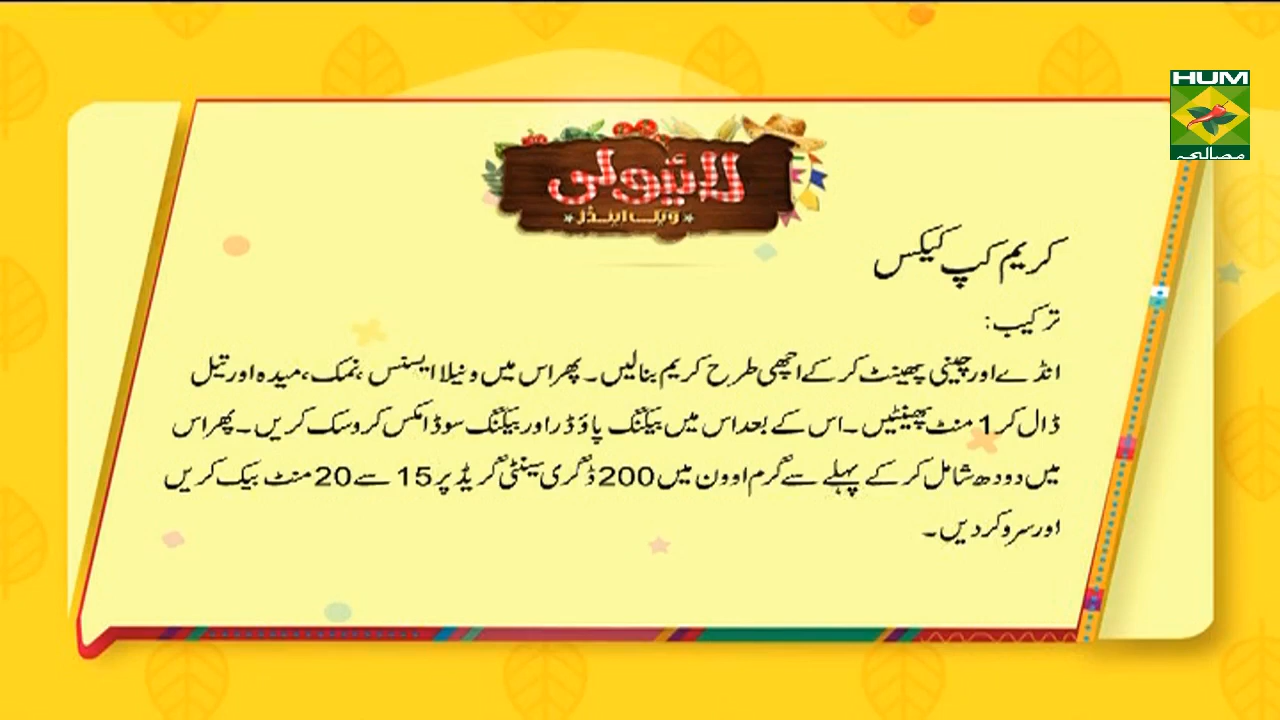 HUM
مصالحہ
لائیولی
ویک اینڈز
کریم کپ کیکس
ترکیب:
انڈے اور چینی پھینٹ کر کے اچھی طرح کریم بنالیں۔ پھر اس میں ونیلا ایسنس، نمک، میدہ اور تیل
ڈال کر 1 منٹ پھینٹیں۔ اس کے بعد اس میں بیکنگ پاؤڈر اور بیکنگ سوڈا مکس کر وسک کریں۔ پھر اس
میں دودھ شامل کر کے پہلے سے گرم اوون میں 200 ڈگری سینٹی گریڈ پر 15 سے 20 منٹ بیک کریں
اور سرو کر دیں۔